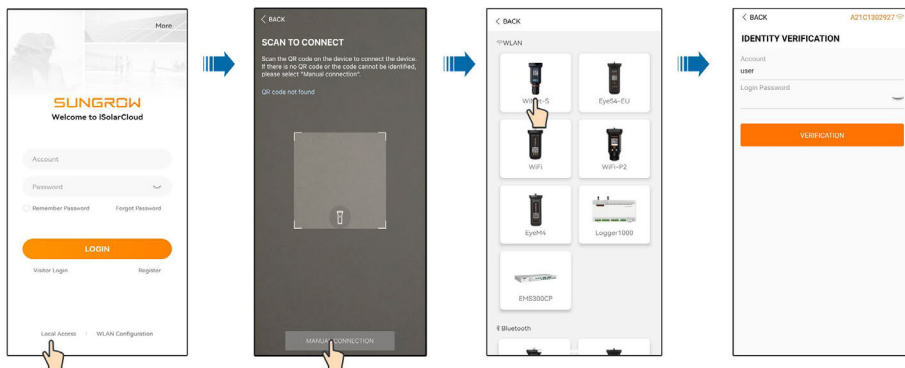 More
SUNGROW
Welcome to iSolarCloud
Account
Password
Remember Password Forgot Password
LOGIN
Visitor Login Register
Local Access WLAN Configuration
BACK
SCAN TO CONNECT
Scan the QR code on the device to connect the device.
If there is no QR code or the code cannot be identified,
please select "Manual connection".
QR code not found
MANUAL CONNECTION
BACK
WLAN
EyeS4-EU
WiFi WiFi-P2
EyeM4 Logger1000
EMS300CP
Bluetooth
BACK A21C1302927
IDENTITY VERIFICATION
Account
user
Login Password
VERIFICATION